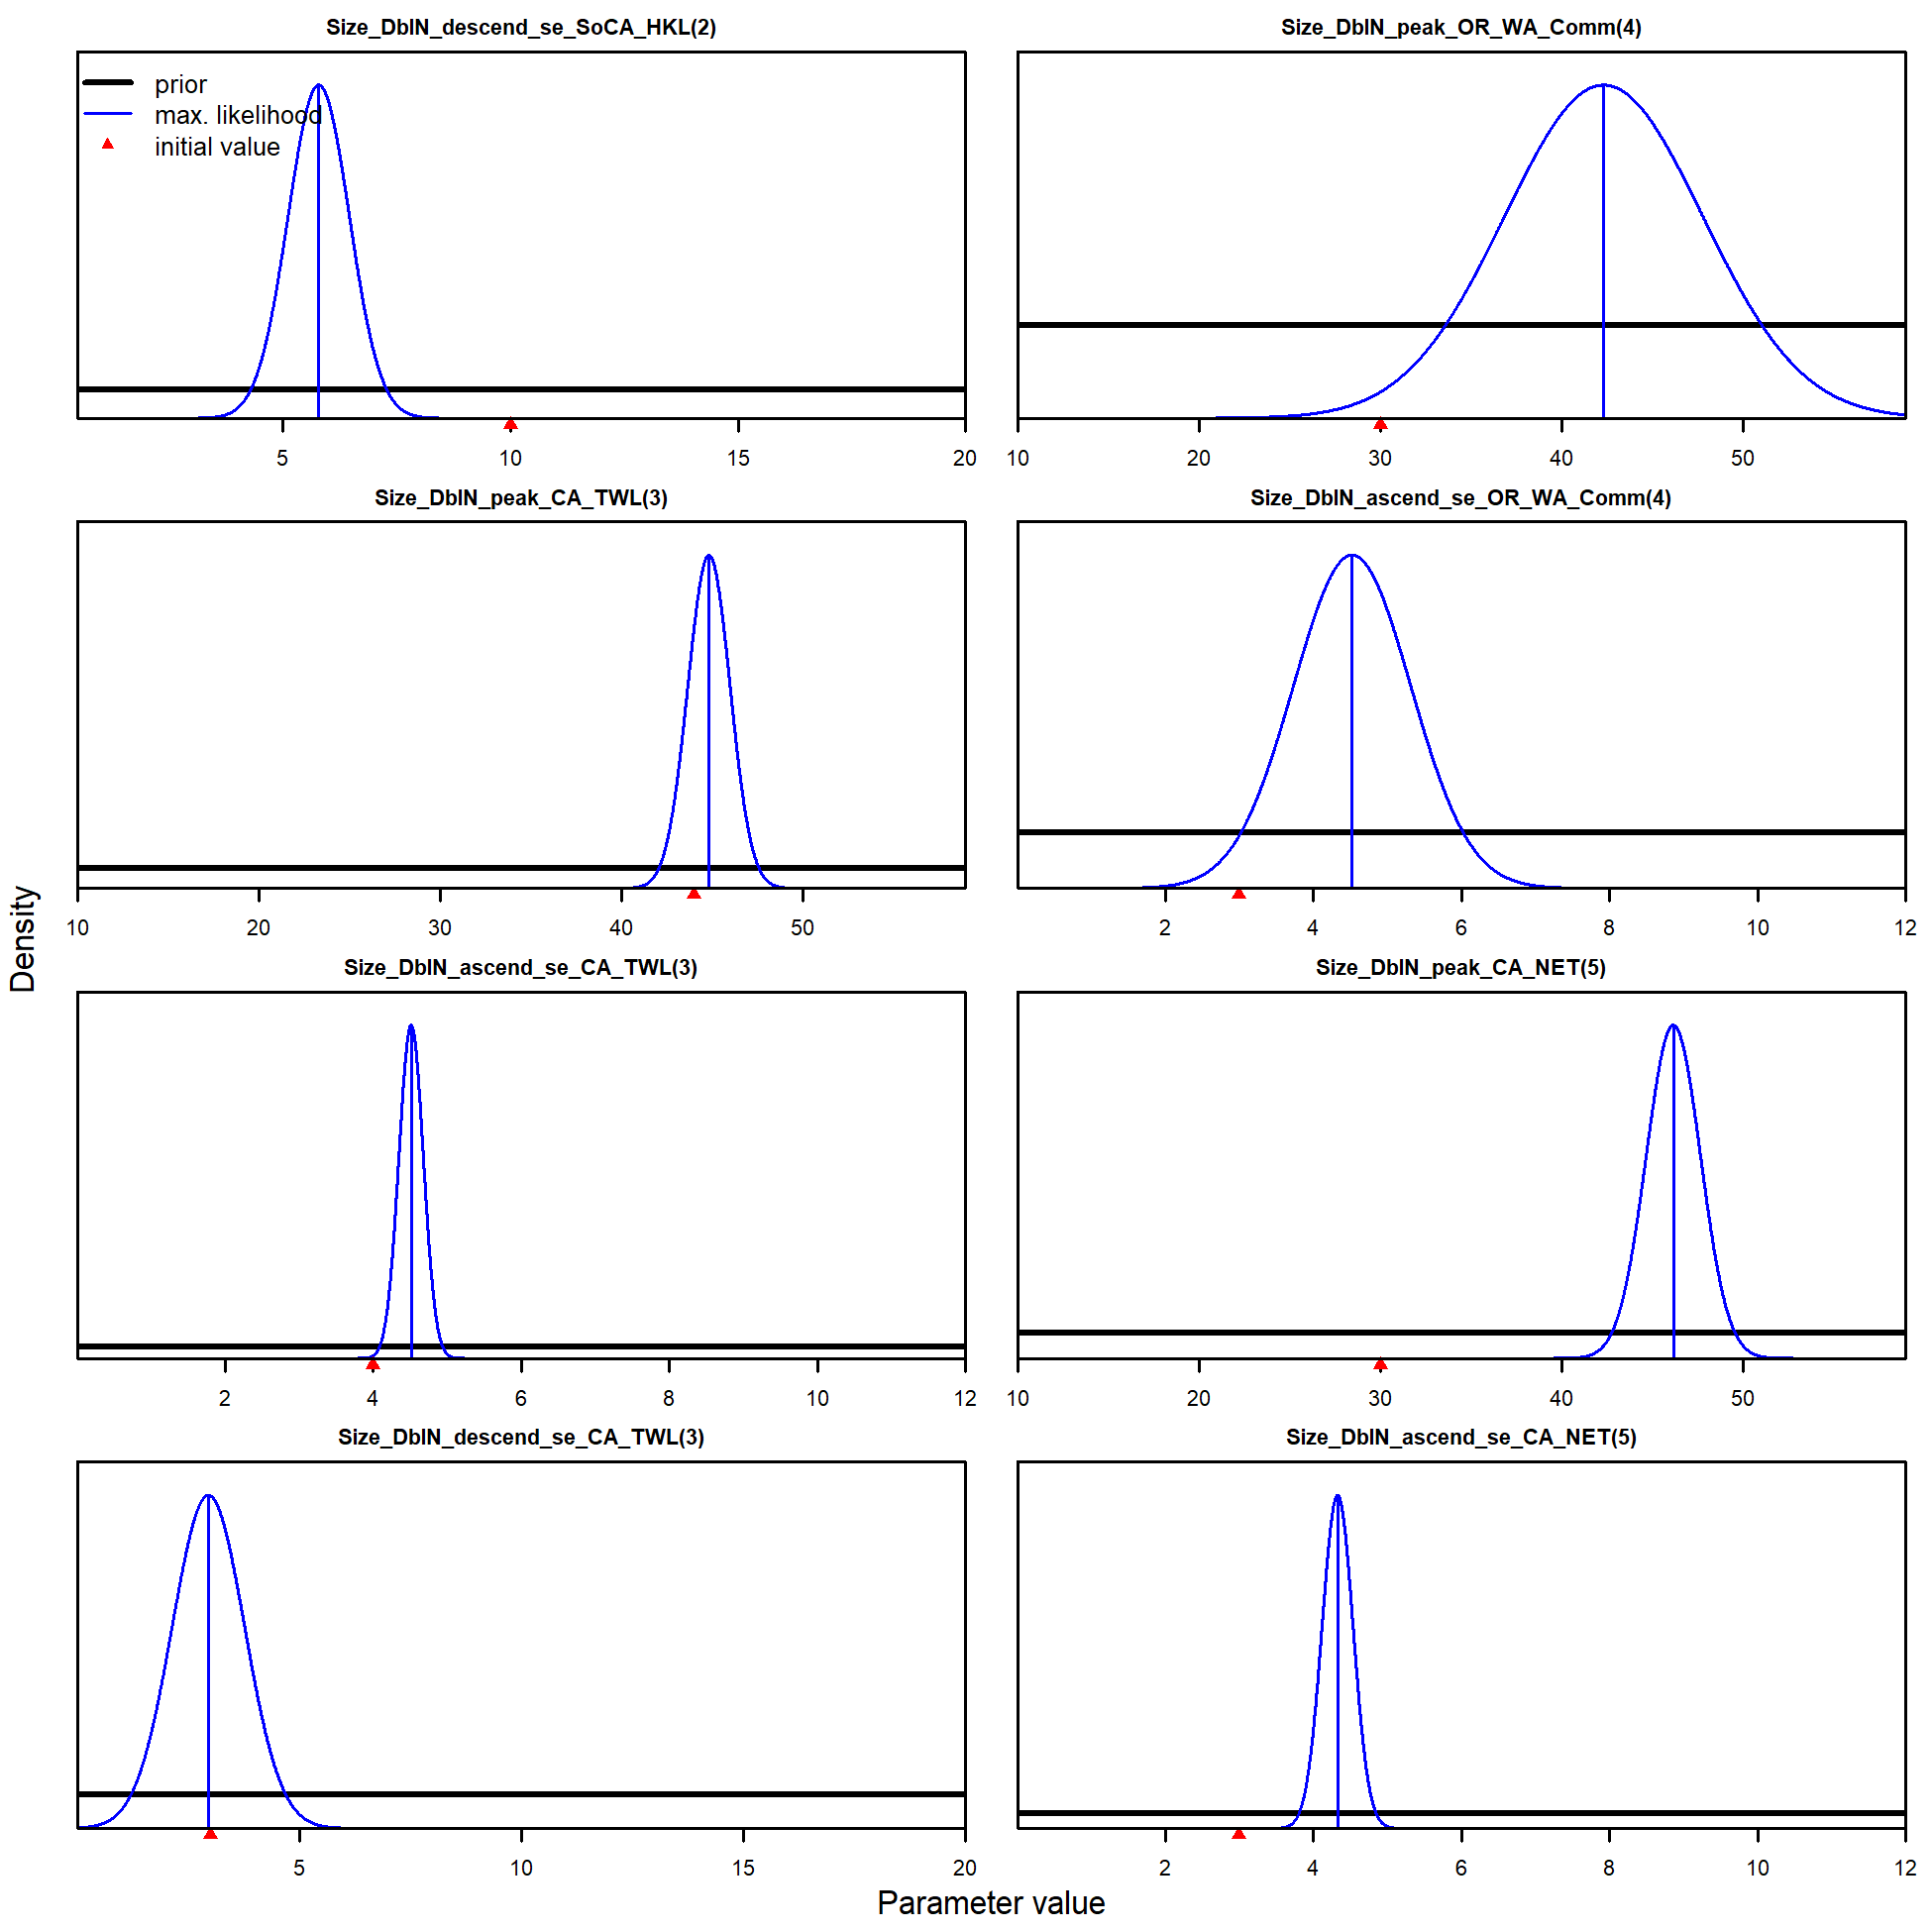 Size_DblN_descend_se_SoCA_HKL(2)
prior
max. likelihood
initial value
5 10 15 20
Size_DblN_peak_OR_WA_Comm(4)
10 20 30 40 50
Size_DblN_peak_CA_TWL(3)
10 20 30 40 50
Size_DblN_ascend_se_OR_WA_Comm(4)
2 4 6 8 10 12
Size_DblN_ascend_se_CA_TWL(3)
2 4 6 8 10 12
Size_DblN_peak_CA_NET(5)
10 20 30 40 50
Size_DblN_descend_se_CA_TWL(3)
5 10 15 20
Size_DblN_ascend_se_CA_NET(5)
2 4 6 8 10 12
Density
Parameter value